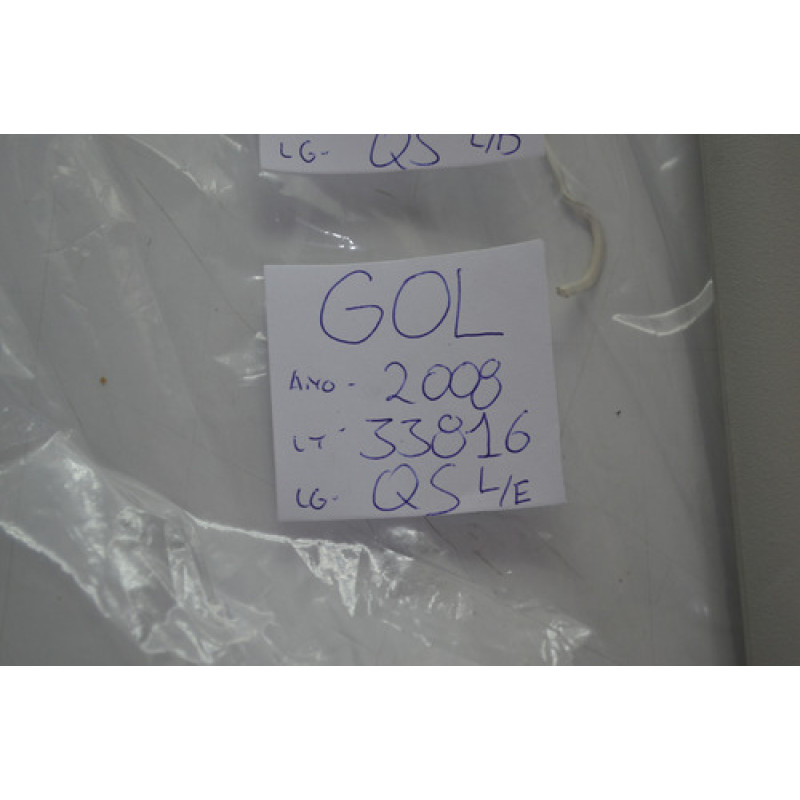 LG- QS L/D
GOL
ANO- 2008
LT- 33816
LG- QS L/E